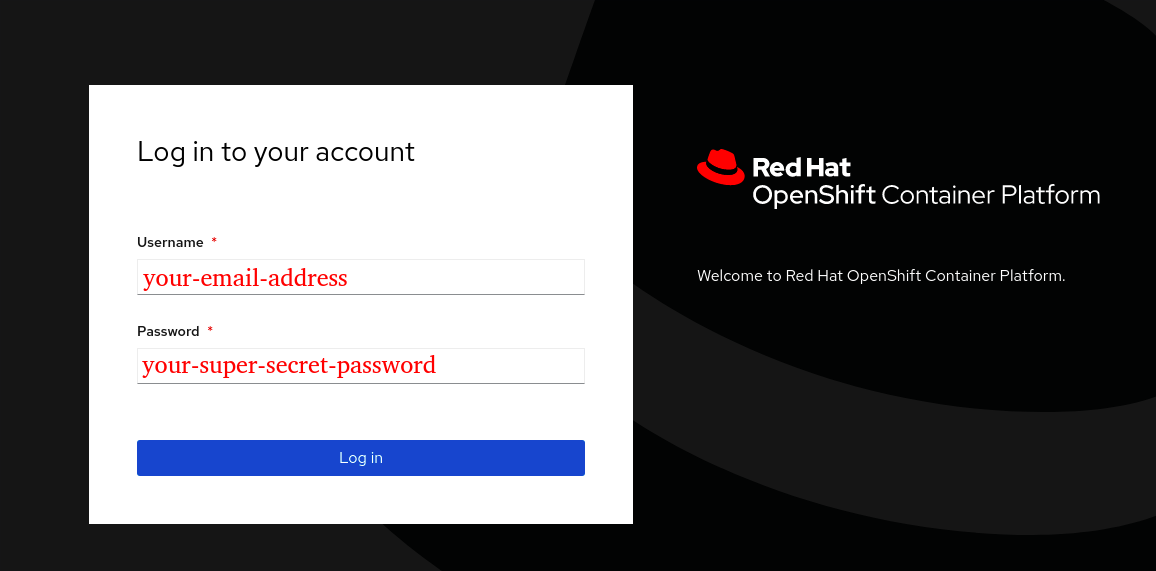 Log in to your account
Username *
your-email-address
Password *
your-super-secret-password
Log in
Red Hat
OpenShift Container Platform
Welcome to Red Hat OpenShift Container Platform.